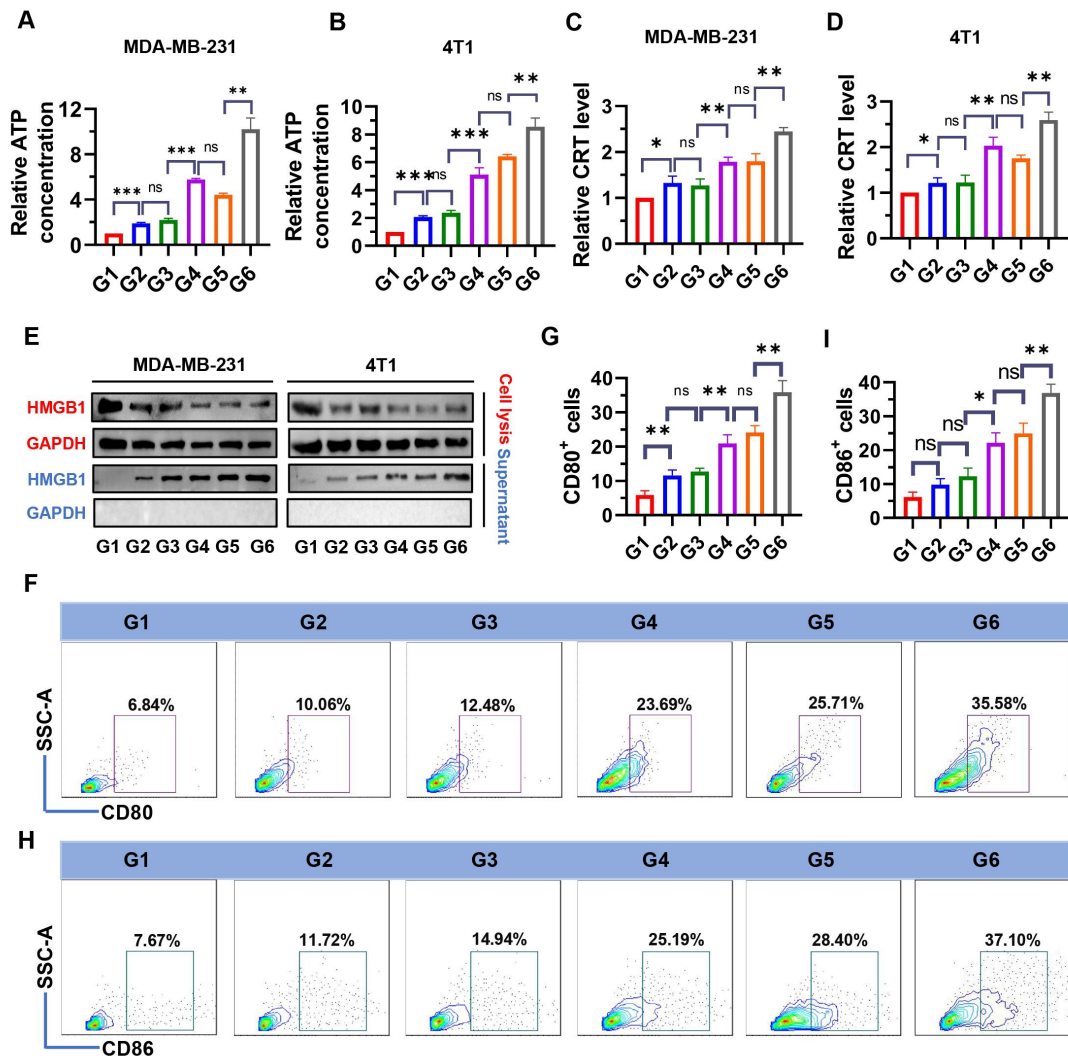 A
MDA-MB-231
Relative ATP
concentration
12
8
4
0
***
ns
***
ns
**
G1 G2 G3 G4 G5 G6
B
4T1
Relative ATP
concentration
10
8
6
4
2
0
***
ns
***
ns
**
G1 G2 G3 G4 G5 G6
C
MDA-MB-231
Relative CRT level
3
2
1
0
*
ns
**
ns
**
G1 G2 G3 G4 G5 G6
D
4T1
Relative CRT level
3
2
1
0
*
ns
**
ns
**
G1 G2 G3 G4 G5 G6
E
MDA-MB-231 4T1
HMGB1
GAPDH
HMGB1
GAPDH
Cell lysis Supernatant
G1 G2 G3 G4 G5 G6 G1 G2 G3 G4 G5 G6
G
CD80+ cells
40
30
20
10
0
**
ns
**
ns
**
G1 G2 G3 G4 G5 G6
I
CD86+ cells
40
30
20
10
0
ns
ns
*
ns
**
G1 G2 G3 G4 G5 G6
F
G1 G2 G3 G4 G5 G6
6.84% 10.06% 12.48% 23.69% 25.71% 35.58%
SSC-A
CD80
H
G1 G2 G3 G4 G5 G6
7.67% 11.72% 14.94% 25.19% 28.40% 37.10%
SSC-A
CD86